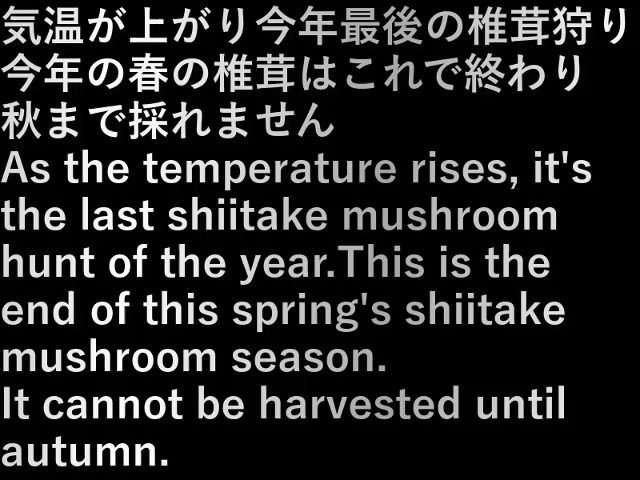 気温が上がり今年最後の椎茸狩り
今年の春の椎茸はこれで終わり
秋まで採れません
As the temperature rises, it's
the last shiitake mushroom
hunt of the year.This is the
end of this spring's shiitake
mushroom season.
It cannot be harvested until
autumn.